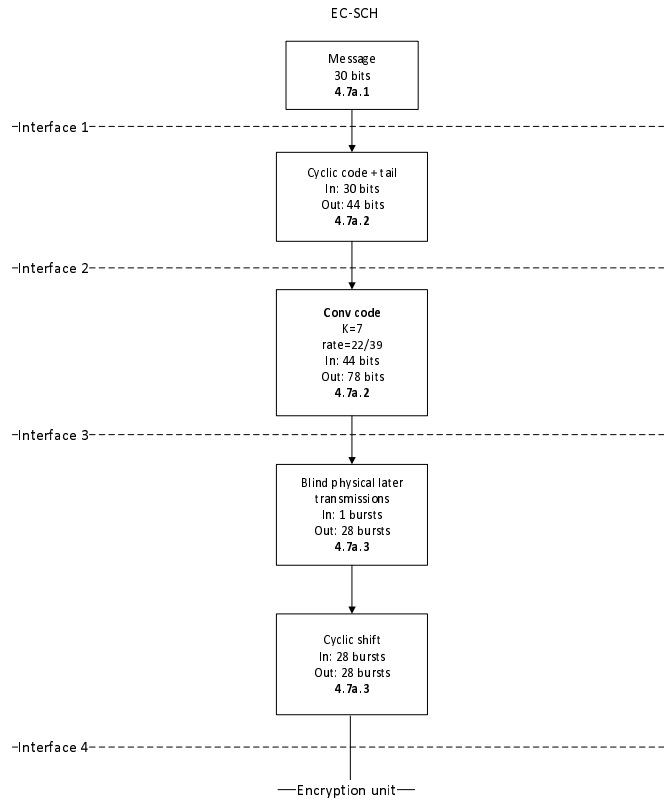 EC-SCH
Message
30 bits
4.7a.1
Interface 1
Cyclic code + tail
In: 30 bits
Out: 44 bits
4.7a.2
Interface 2
Conv code
K=7
rate=22/39
In: 44 bits
Out: 78 bits
4.7a.2
Interface 3
Blind physical later
transmissions
In: 1 bursts
Out: 28 bursts
4.7a.3
Cyclic shift
In: 28 bursts
Out: 28 bursts
4.7a.3
Interface 4
Encryption unit